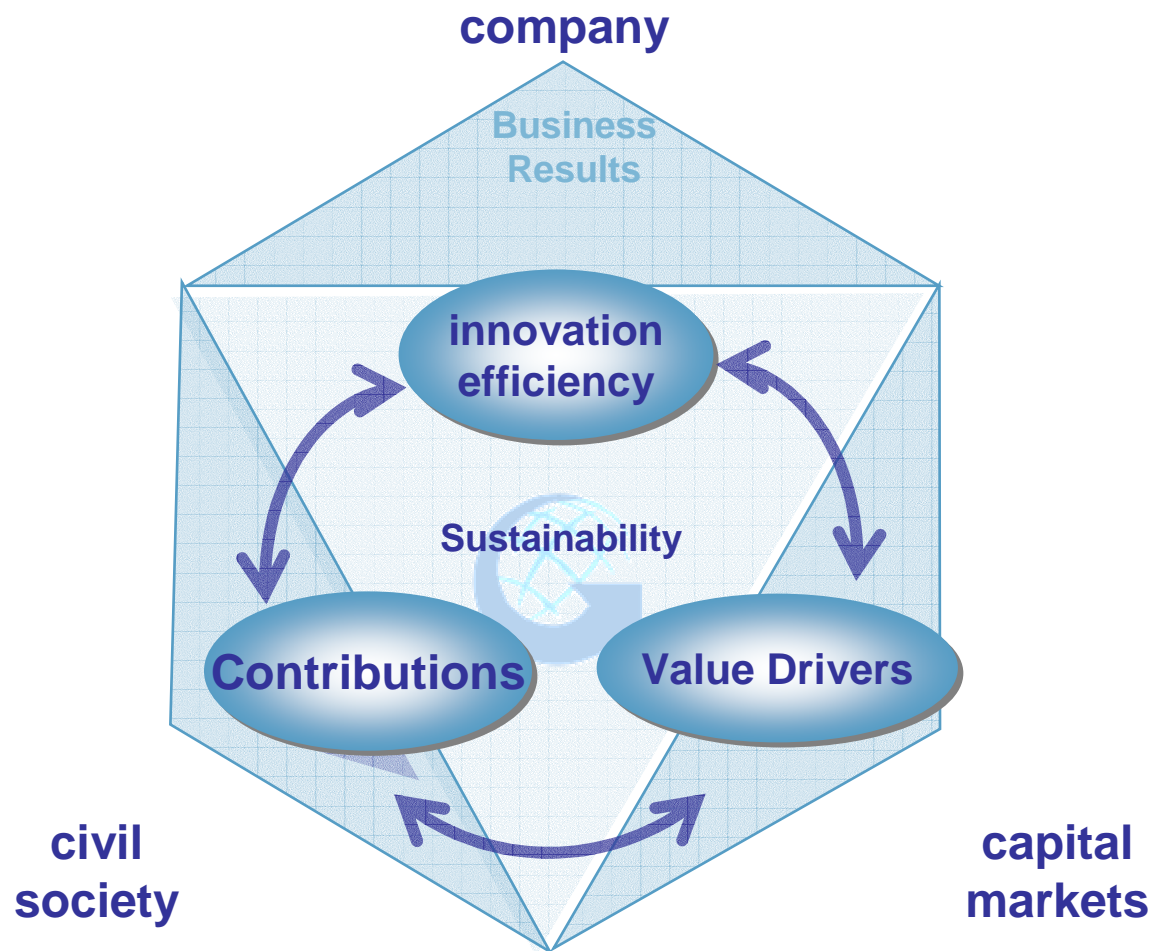 company
Business
Results
innovation
efficiency
Sustainability
Contributions
Value Drivers
civil
society
capital
markets